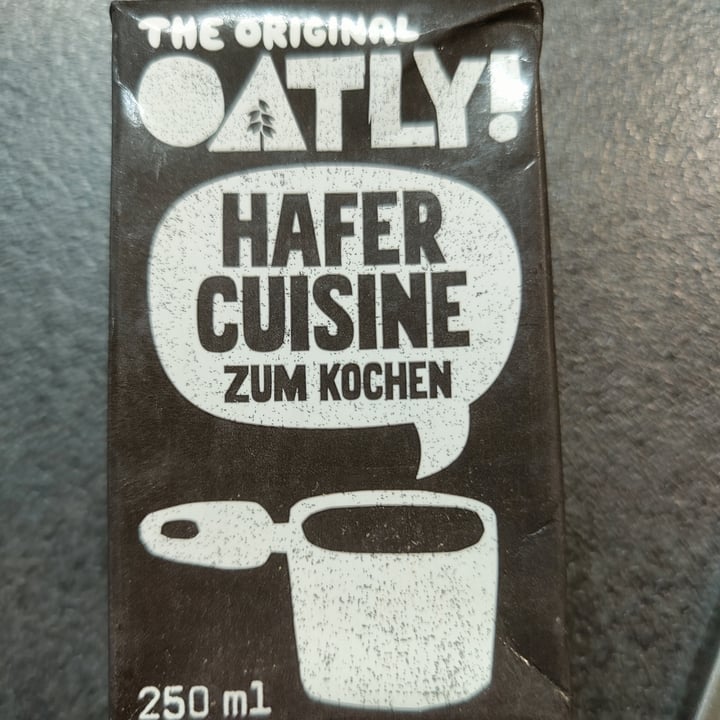 THE ORIGINAL
OATLY!
HAFER
CUISINE
ZUM KOCHEN
250 ml